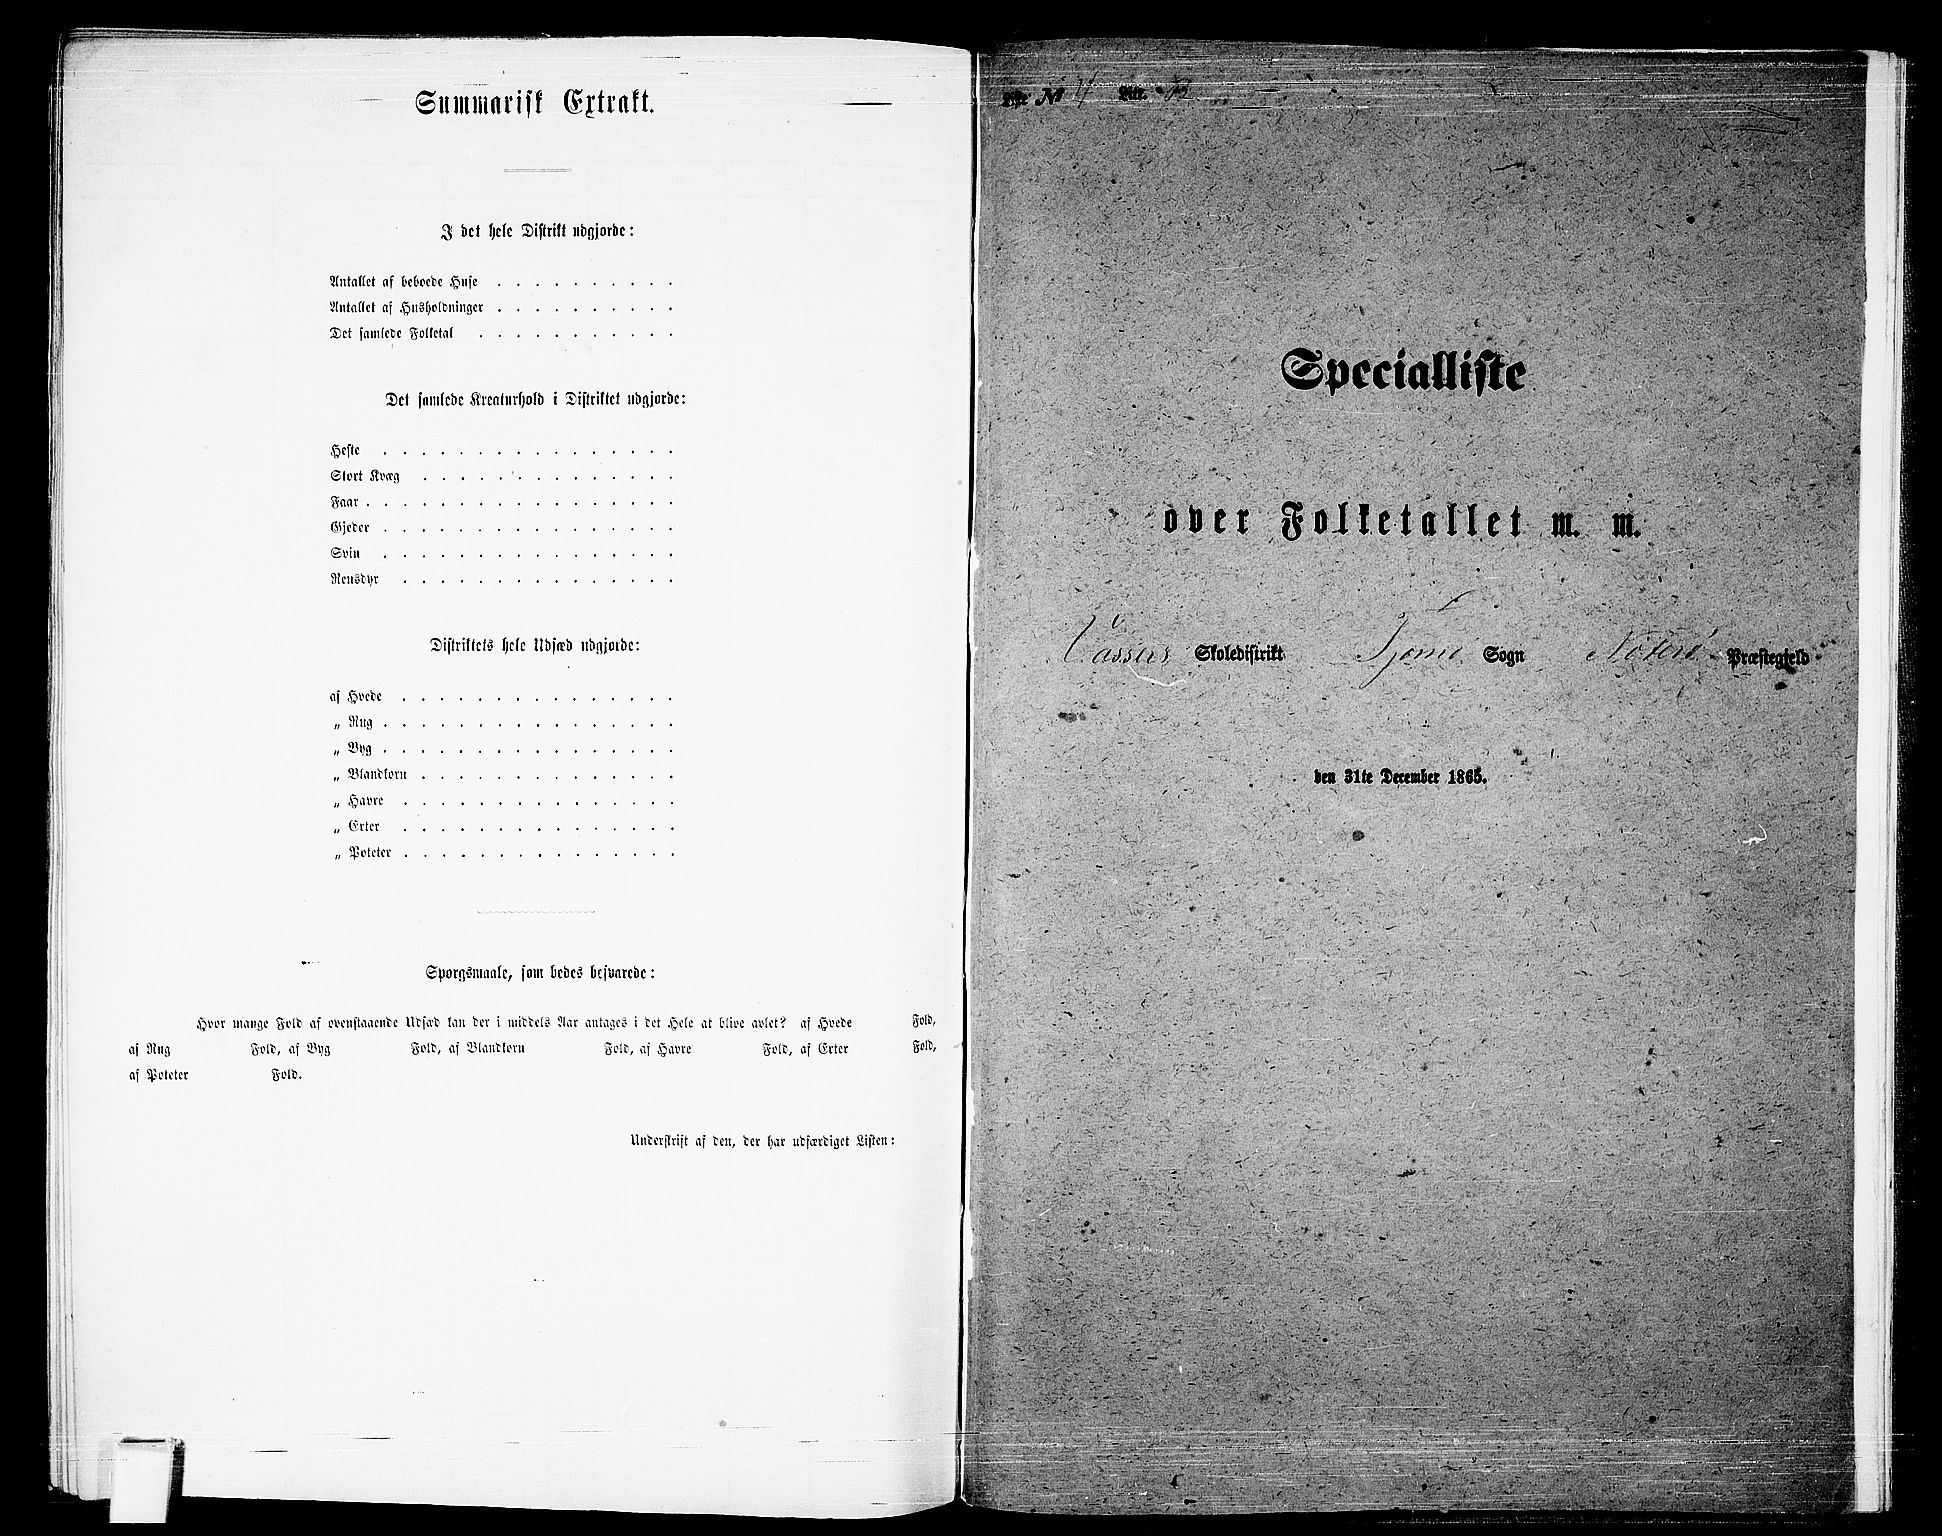 Summarisk Extrakt.
I det hele Distrikt udgjorde:
Antallet af beboede Huse . . . . . . . . . .
Antallet af Husholdninger . . . . . . . . . .
Det samlede Folketal . . . . . . . . . . .
Det samlede Kreaturhold i Distriktet udgjorde:
Heste . . . . . . . . . . . . . . . .
Stort Kvæg . . . . . . . . . . . . . .
Faar . . . . . . . . . . . . . . . . .
Gjeder . . . . . . . . . . . . . . . .
Svin . . . . . . . . . . . . . . . .
Rensdyr . . . . . . . . . . . . . . .
Distriktets hele Udsæd udgjorde:
af Hvede . . . . . . . . . . . . . . .
„ Rug . . . . . . . . . . . . . . . .
„ Byg . . . . . . . . . . . . . . . .
„ Blandkorn . . . . . . . . . . . . . .
„ Havre . . . . . . . . . . . . . . .
„ Erter . . . . . . . . . . . . . . .
„ Poteter . . . . . . . . . . . . . . .
Spørgsmaale, som bedes besvarede:
Hvor mange Fold af ovenstaaende Udsæd kan der i middels Aar antages i det Hele at blive avlet? af Hvede Fold,
af Rug Fold, af Byg Fold, af Blandkorn Fold, af Havre Fold, af Erter Fold,
af Poteter Fold.
Underskrift af den, der har udfærdiget Listen:
No Litr.
Specialliste
over Folketallet m. m.
Vassers Skoledistrikt Tjømø Sogn Nøterø Præstegjeld
den 31te December 1865.